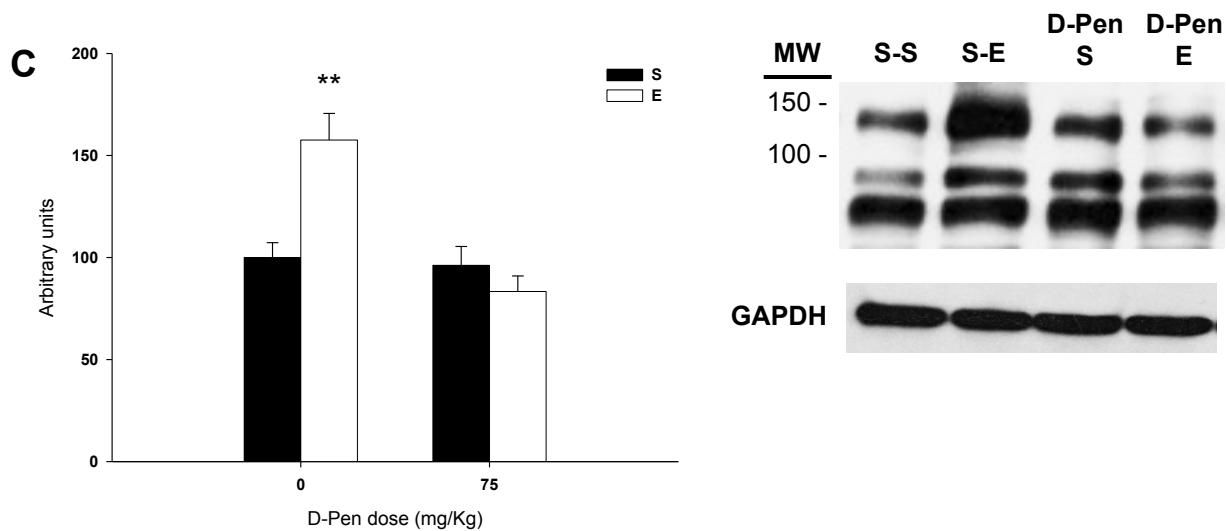 C
200
150
100
50
0
Arbitrary units
**
S
E
0 75
D-Pen dose (mg/Kg)
MW S-S S-E D-Pen S D-Pen E
150 -
100 -
GAPDH